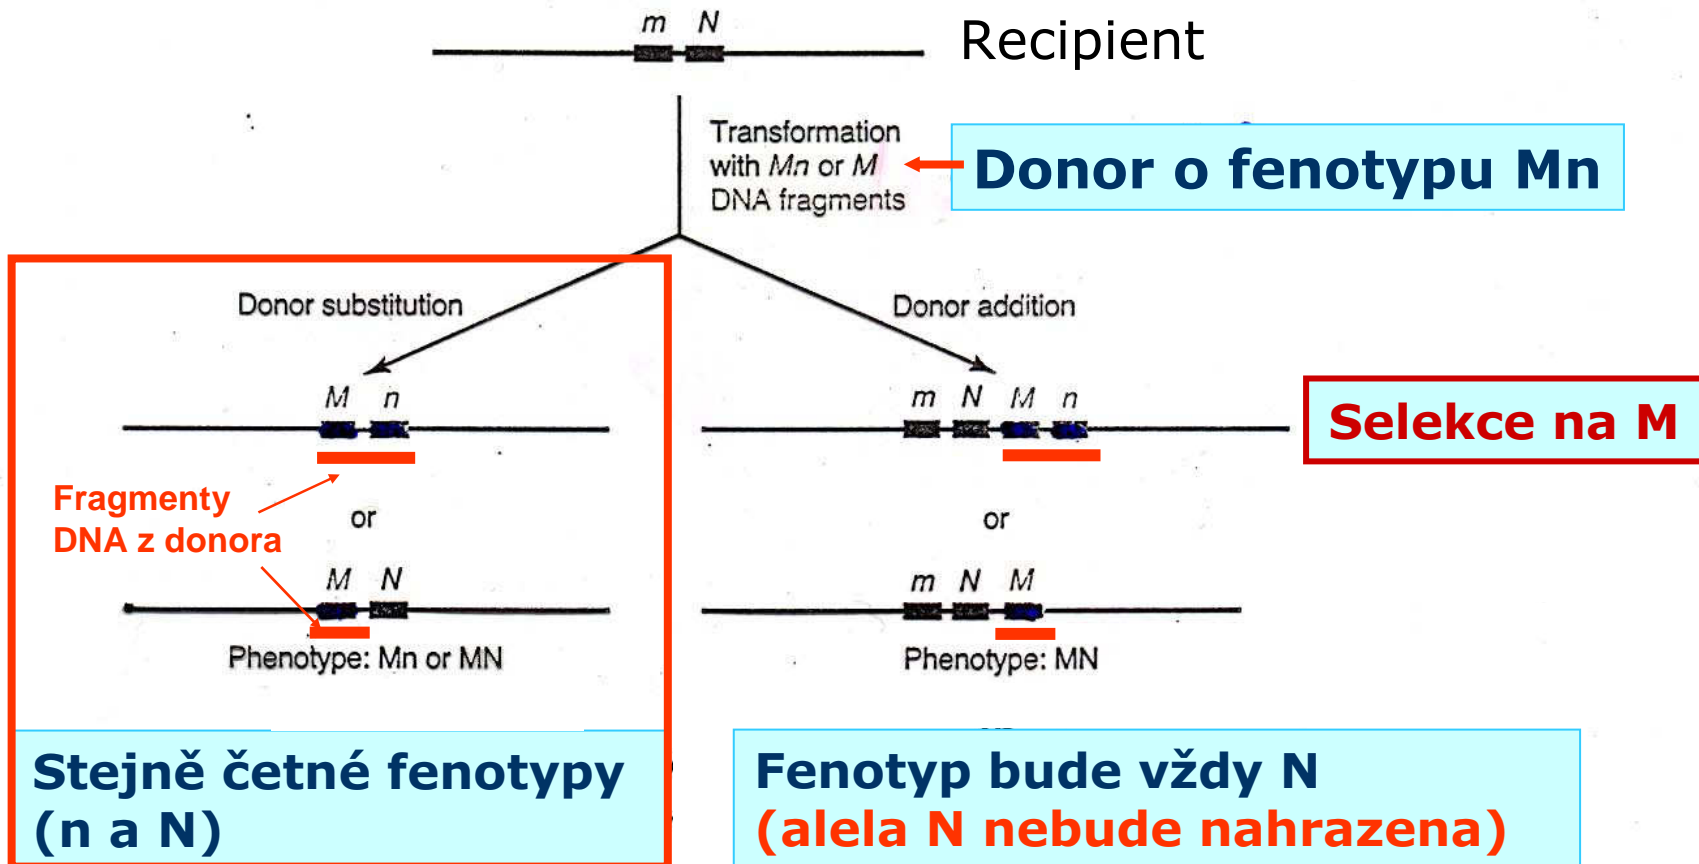 m N
Recipient
Transformation
with Mn or M
DNA fragments
Donor o fenotypu Mn
Donor substitution
Donor addition
M n
m N M n
Selekce na M
Fragmenty
DNA z donora
or
or
M N
m N M
Phenotype: Mn or MN
Phenotype: MN
Stejně četné fenotypy
(n a N)
Fenotyp bude vždy N
(alela N nebude nahrazena)